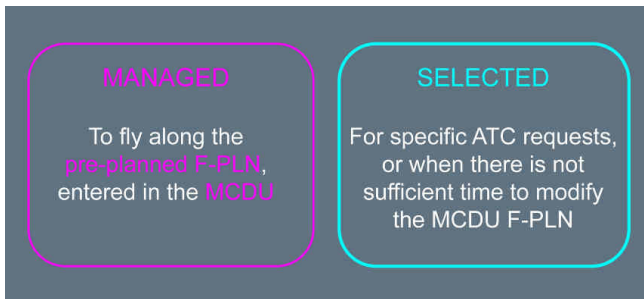 MANAGED
To fly along the
pre-planned F-PLN,
entered in the MCDU
SELECTED
For specific ATC requests,
or when there is not
sufficient time to modify
the MCDU F-PLN